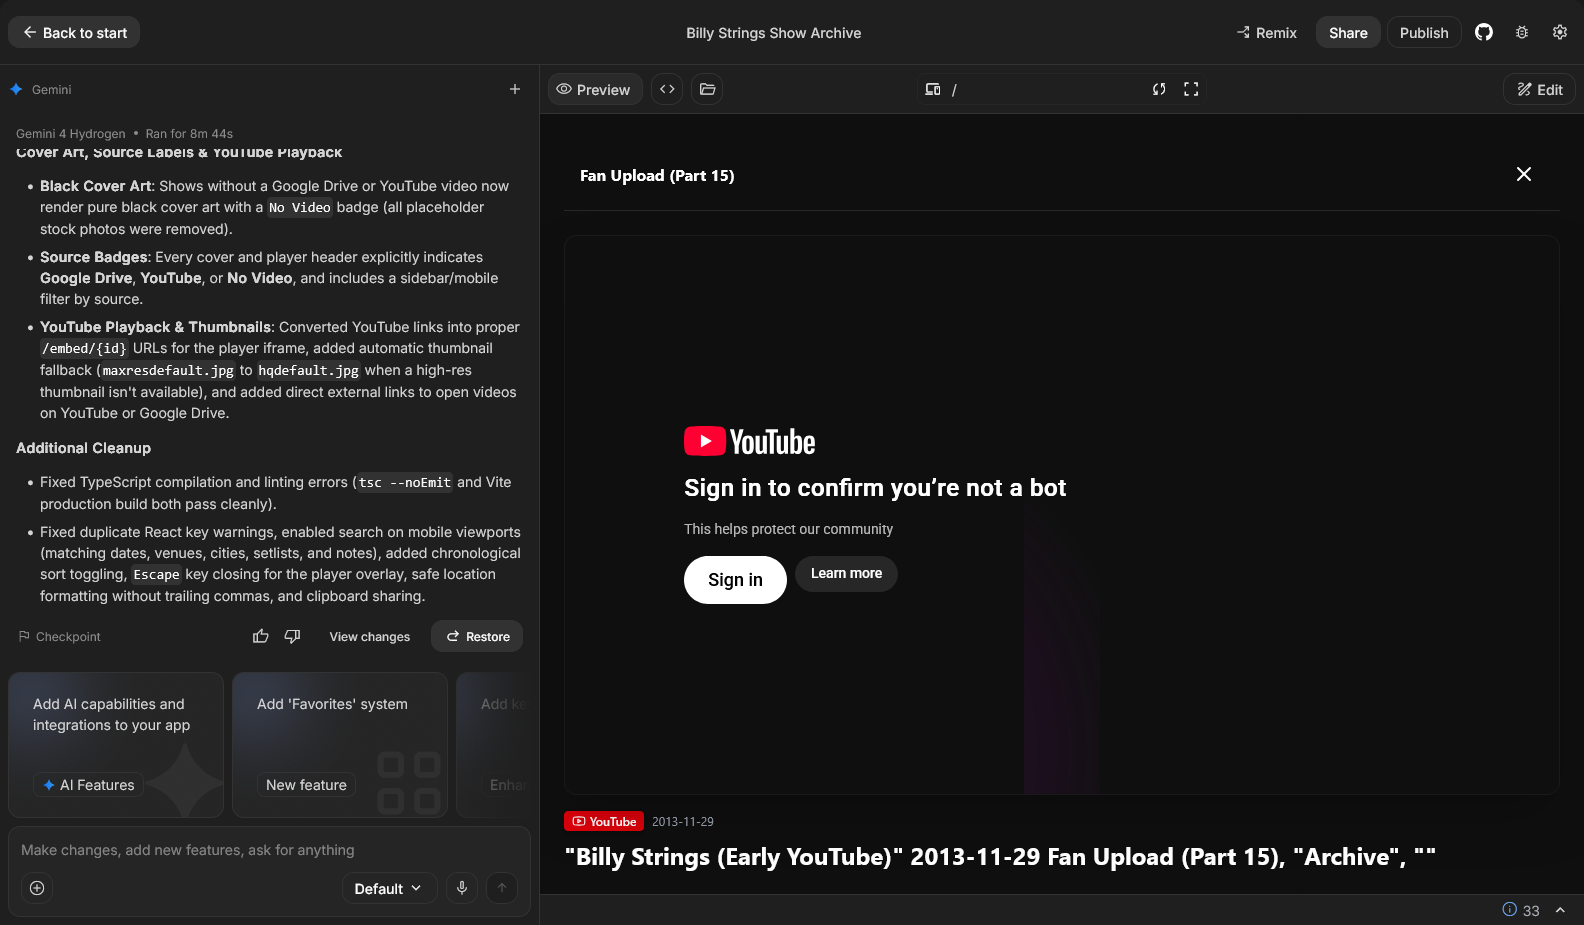 Back to start
Billy Strings Show Archive
Remix
Share
Publish
Gemini
Preview
/
Edit
Gemini 4 Hydrogen • Ran for 8m 44s
Cover Art, Source Labels & YouTube Playback
• Black Cover Art: Shows without a Google Drive or YouTube video now
render pure black cover art with a No Video badge (all placeholder
stock photos were removed).
• Source Badges: Every cover and player header explicitly indicates
Google Drive, YouTube, or No Video, and includes a sidebar/mobile
filter by source.
• YouTube Playback & Thumbnails: Converted YouTube links into proper
/embed/{id} URLs for the player iframe, added automatic thumbnail
fallback (maxresdefault.jpg to hqdefault.jpg when a high-res
thumbnail isn't available), and added direct external links to open videos
on YouTube or Google Drive.
Additional Cleanup
• Fixed TypeScript compilation and linting errors (tsc --noEmit and Vite
production build both pass cleanly).
• Fixed duplicate React key warnings, enabled search on mobile viewports
(matching dates, venues, cities, setlists, and notes), added chronological
sort toggling, Escape key closing for the player overlay, safe location
formatting without trailing commas, and clipboard sharing.
Checkpoint
View changes
Restore
Add AI capabilities and
integrations to your app
AI Features
Add 'Favorites' system
New feature
Add ke
Enhan
Make changes, add new features, ask for anything
Default
Fan Upload (Part 15)
YouTube
Sign in to confirm you’re not a bot
This helps protect our community
Sign in
Learn more
YouTube
2013-11-29
"Billy Strings (Early YouTube)" 2013-11-29 Fan Upload (Part 15), "Archive", ""
33